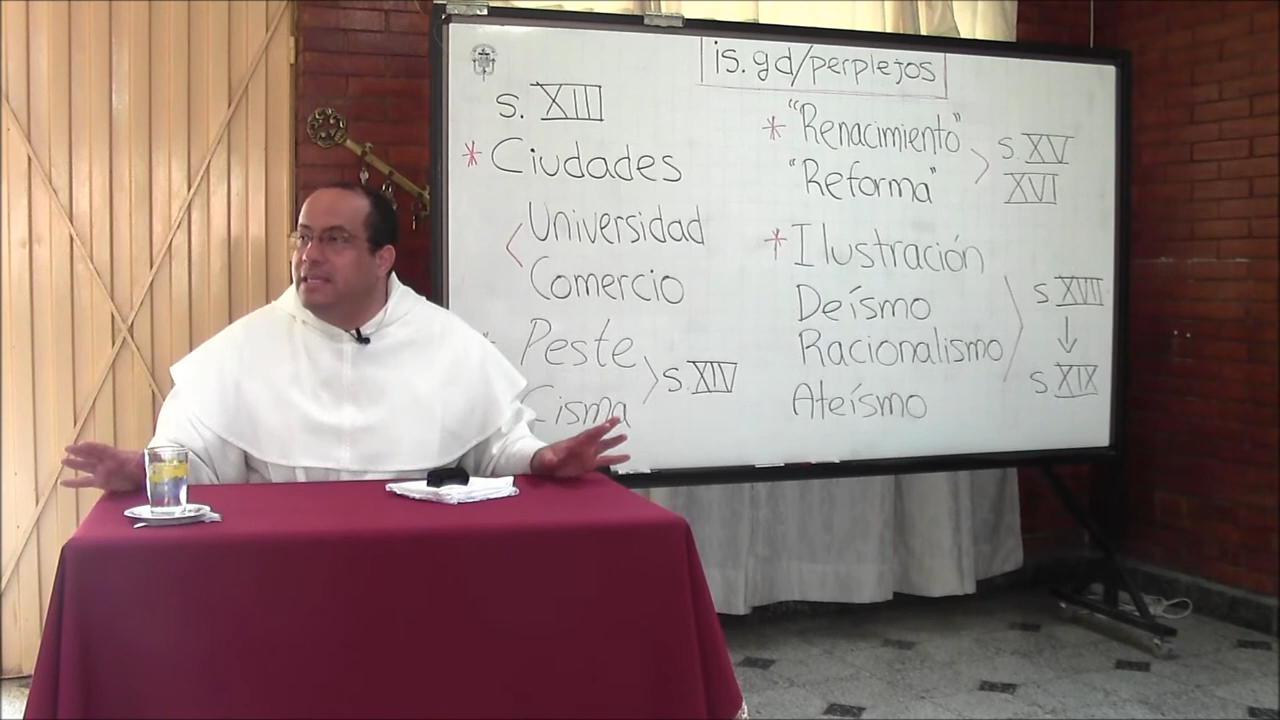 is.gd/perplejos
s. XIII
* Ciudades
Universidad
Comercio
Peste
Cisma
s. XIV
* "Renacimiento"
"Reforma"
s. XV
XVI
* Ilustración
Deísmo
Racionalismo
Ateísmo
s. XVII
↓
s. XIX